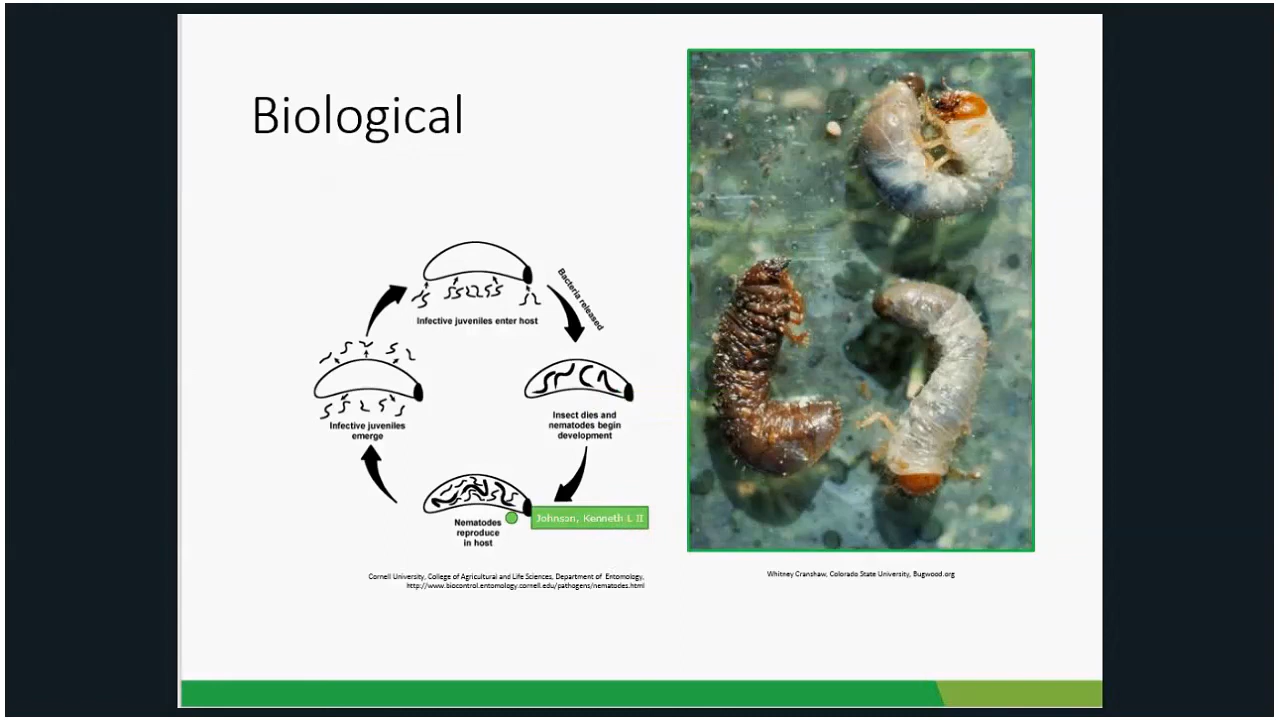 Biological
Infective juveniles enter host
Bacteria released
Insect dies and
nematodes begin
development
Nematodes
reproduce
in host
Johnson, Kenneth L II
Infective juveniles
emerge
Cornell University, College of Agricultural and Life Sciences, Department of Entomology,
http://www.biocontrol.entomology.cornell.edu/pathogens/nematodes.html
Whitney Cranshaw, Colorado State University, Bugwood.org